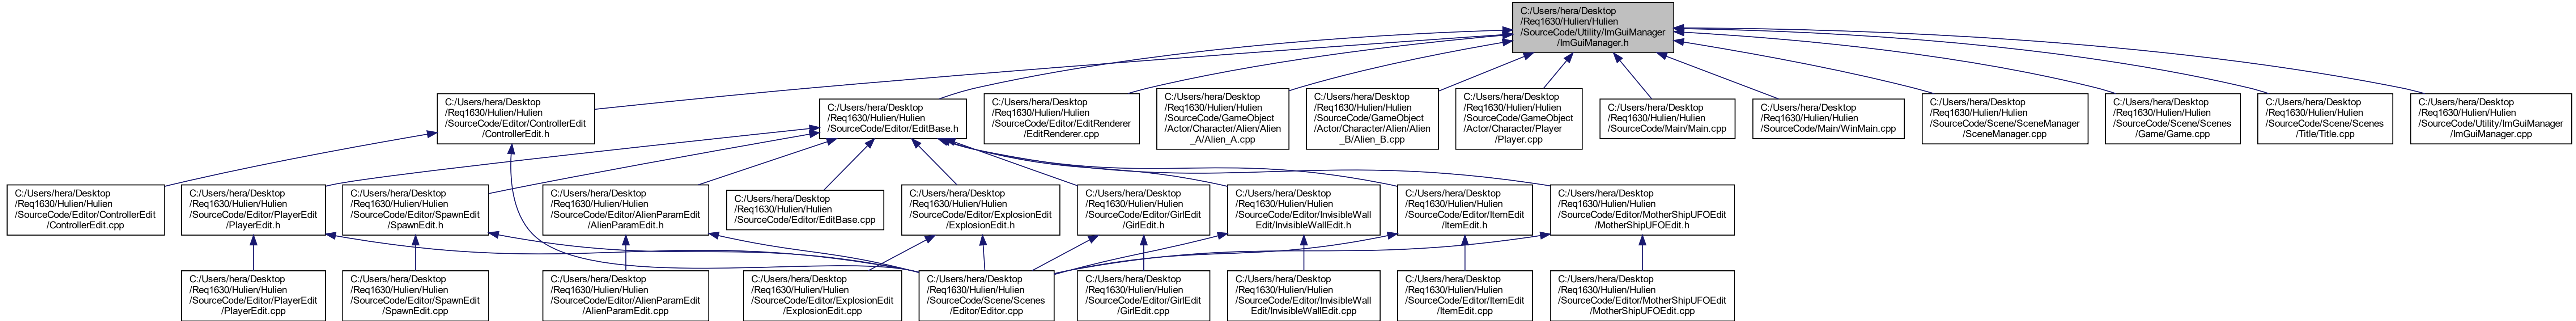 C:/Users/hera/Desktop
/Req1630/Hulien/Hulien
/SourceCode/Utility/ImGuiManager
/ImGuiManager.h
C:/Users/hera/Desktop
/Req1630/Hulien/Hulien
/SourceCode/Editor/ControllerEdit
/ControllerEdit.h
C:/Users/hera/Desktop
/Req1630/Hulien/Hulien
/SourceCode/Editor/EditBase.h
C:/Users/hera/Desktop
/Req1630/Hulien/Hulien
/SourceCode/Editor/EditRenderer
/EditRenderer.cpp
C:/Users/hera/Desktop
/Req1630/Hulien/Hulien
/SourceCode/GameObject
/Actor/Character/Alien/Alien
_A/Alien_A.cpp
C:/Users/hera/Desktop
/Req1630/Hulien/Hulien
/SourceCode/GameObject
/Actor/Character/Alien/Alien
_B/Alien_B.cpp
C:/Users/hera/Desktop
/Req1630/Hulien/Hulien
/SourceCode/GameObject
/Actor/Character/Player
/Player.cpp
C:/Users/hera/Desktop
/Req1630/Hulien/Hulien
/SourceCode/Main/Main.cpp
C:/Users/hera/Desktop
/Req1630/Hulien/Hulien
/SourceCode/Main/WinMain.cpp
C:/Users/hera/Desktop
/Req1630/Hulien/Hulien
/SourceCode/Scene/SceneManager
/SceneManager.cpp
C:/Users/hera/Desktop
/Req1630/Hulien/Hulien
/SourceCode/Scene/Scenes
/Game/Game.cpp
C:/Users/hera/Desktop
/Req1630/Hulien/Hulien
/SourceCode/Scene/Scenes
/Title/Title.cpp
C:/Users/hera/Desktop
/Req1630/Hulien/Hulien
/SourceCode/Utility/ImGuiManager
/ImGuiManager.cpp
C:/Users/hera/Desktop
/Req1630/Hulien/Hulien
/SourceCode/Editor/ControllerEdit
/ControllerEdit.cpp
C:/Users/hera/Desktop
/Req1630/Hulien/Hulien
/SourceCode/Editor/PlayerEdit
/PlayerEdit.h
C:/Users/hera/Desktop
/Req1630/Hulien/Hulien
/SourceCode/Editor/SpawnEdit
/SpawnEdit.h
C:/Users/hera/Desktop
/Req1630/Hulien/Hulien
/SourceCode/Editor/AlienParamEdit
/AlienParamEdit.h
C:/Users/hera/Desktop
/Req1630/Hulien/Hulien
/SourceCode/Editor/EditBase.cpp
C:/Users/hera/Desktop
/Req1630/Hulien/Hulien
/SourceCode/Editor/ExplosionEdit
/ExplosionEdit.h
C:/Users/hera/Desktop
/Req1630/Hulien/Hulien
/SourceCode/Editor/GirlEdit
/GirlEdit.h
C:/Users/hera/Desktop
/Req1630/Hulien/Hulien
/SourceCode/Editor/InvisibleWall
Edit/InvisibleWallEdit.h
C:/Users/hera/Desktop
/Req1630/Hulien/Hulien
/SourceCode/Editor/ItemEdit
/ItemEdit.h
C:/Users/hera/Desktop
/Req1630/Hulien/Hulien
/SourceCode/Editor/MotherShipUFOEdit
/MotherShipUFOEdit.h
C:/Users/hera/Desktop
/Req1630/Hulien/Hulien
/SourceCode/Editor/PlayerEdit
/PlayerEdit.cpp
C:/Users/hera/Desktop
/Req1630/Hulien/Hulien
/SourceCode/Editor/SpawnEdit
/SpawnEdit.cpp
C:/Users/hera/Desktop
/Req1630/Hulien/Hulien
/SourceCode/Editor/AlienParamEdit
/AlienParamEdit.cpp
C:/Users/hera/Desktop
/Req1630/Hulien/Hulien
/SourceCode/Editor/ExplosionEdit
/ExplosionEdit.cpp
C:/Users/hera/Desktop
/Req1630/Hulien/Hulien
/SourceCode/Scene/Scenes
/Editor/Editor.cpp
C:/Users/hera/Desktop
/Req1630/Hulien/Hulien
/SourceCode/Editor/GirlEdit
/GirlEdit.cpp
C:/Users/hera/Desktop
/Req1630/Hulien/Hulien
/SourceCode/Editor/InvisibleWall
Edit/InvisibleWallEdit.cpp
C:/Users/hera/Desktop
/Req1630/Hulien/Hulien
/SourceCode/Editor/ItemEdit
/ItemEdit.cpp
C:/Users/hera/Desktop
/Req1630/Hulien/Hulien
/SourceCode/Editor/MotherShipUFOEdit
/MotherShipUFOEdit.cpp